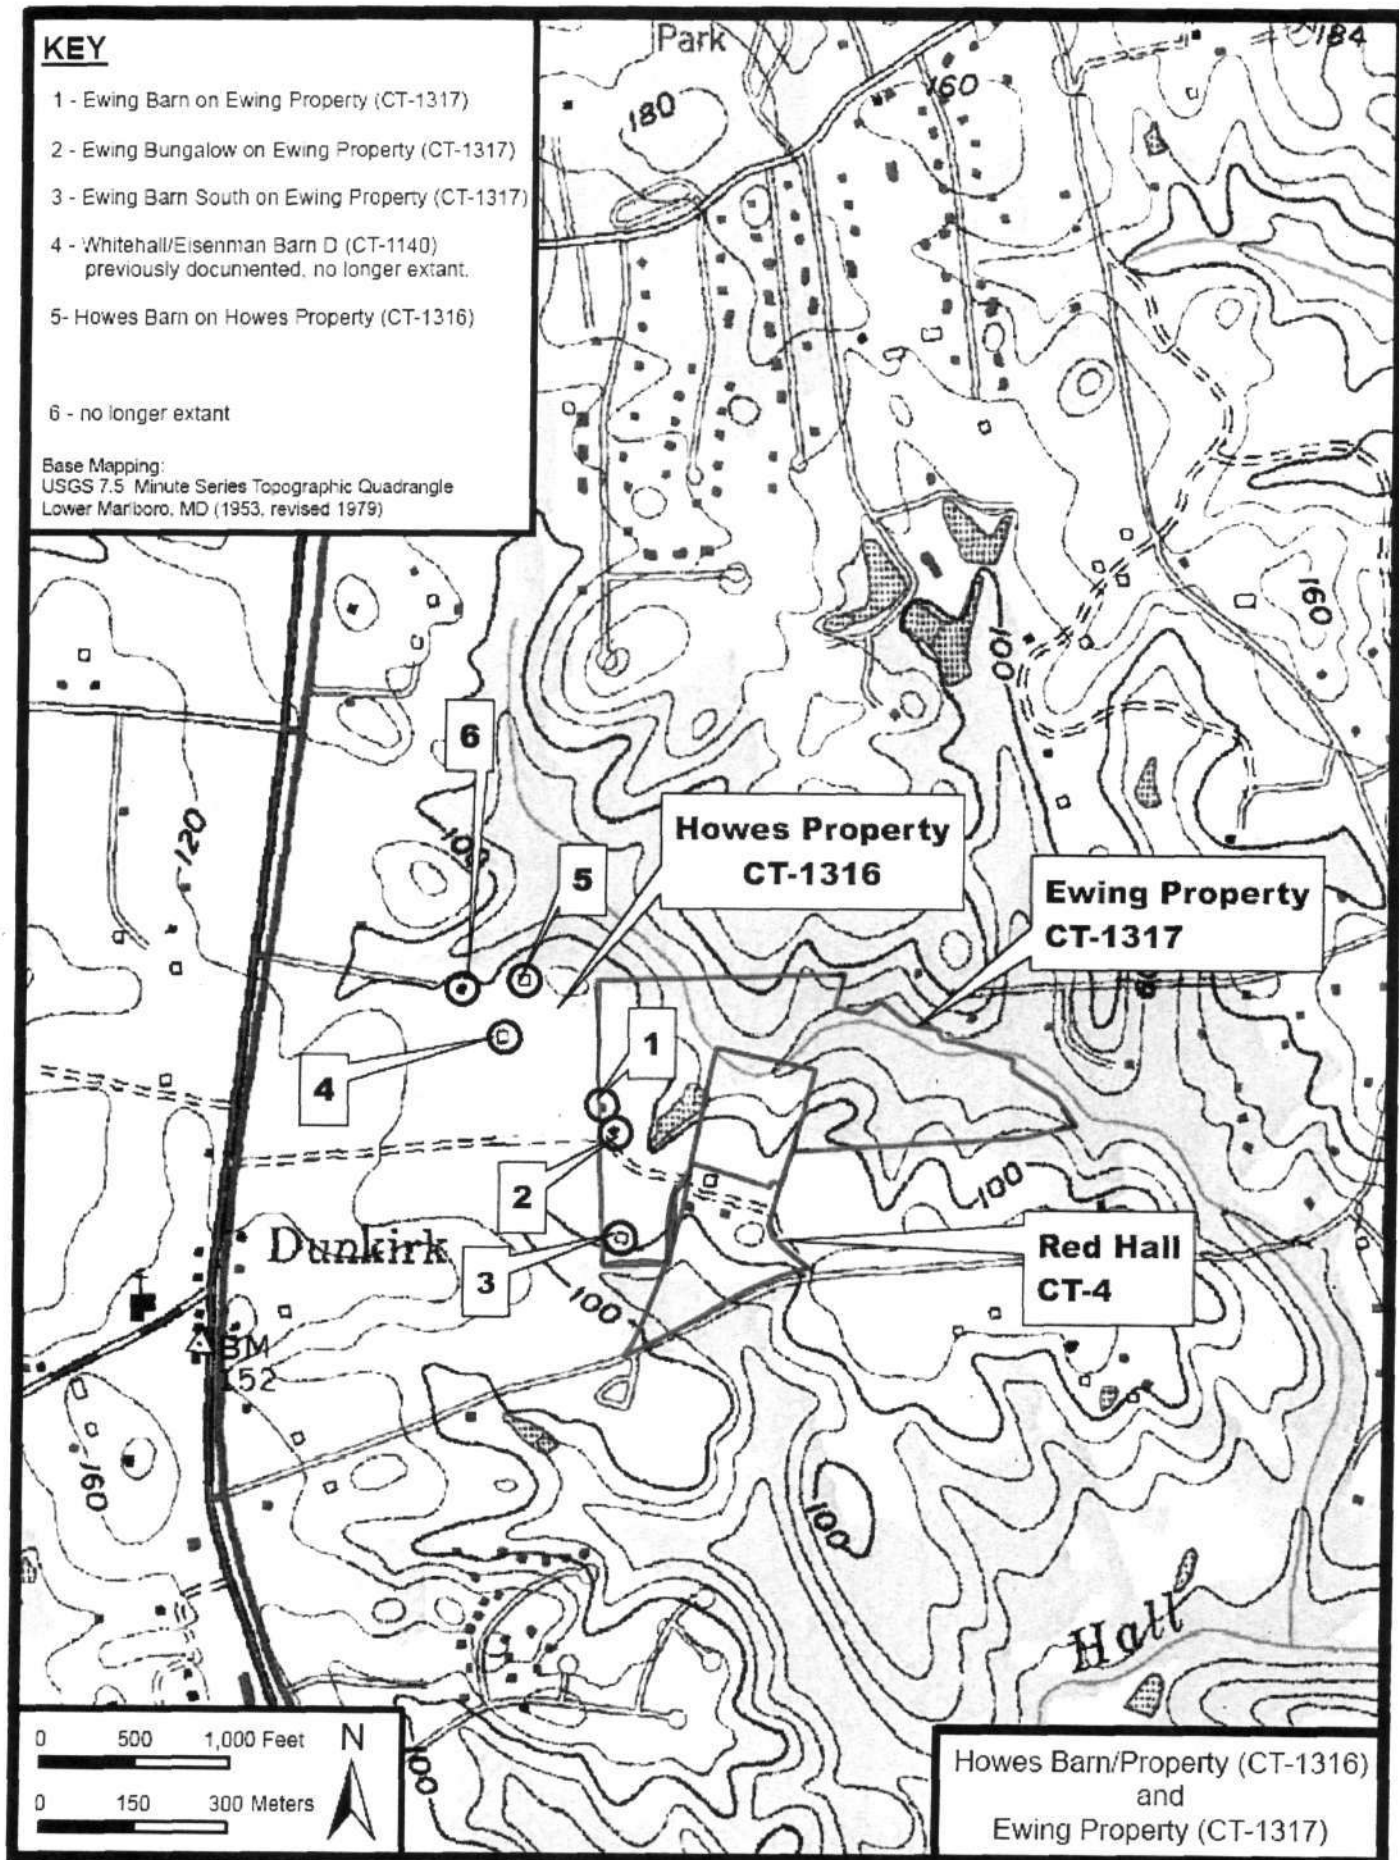 KEY
1 - Ewing Barn on Ewing Property (CT-1317)
2 - Ewing Bungalow on Ewing Property (CT-1317)
3 - Ewing Barn South on Ewing Property (CT-1317)
4 - Whitehall/Eisenman Barn D (CT-1140)
previously documented, no longer extant.
5- Howes Barn on Howes Property (CT-1316)
6 - no longer extant
Base Mapping:
USGS 7.5 Minute Series Topographic Quadrangle
Lower Marlboro, MD (1953, revised 1979)
Park
184
180
160
160
100
6
120
100
Howes Property
CT-1316
5
Ewing Property
CT-1317
1
4
2
100
Dunkirk
Red Hall
CT-4
3
100
BM
152
160
100
Hall
100
0 500 1,000 Feet
0 150 300 Meters
N
Howes Barn/Property (CT-1316)
and
Ewing Property (CT-1317)